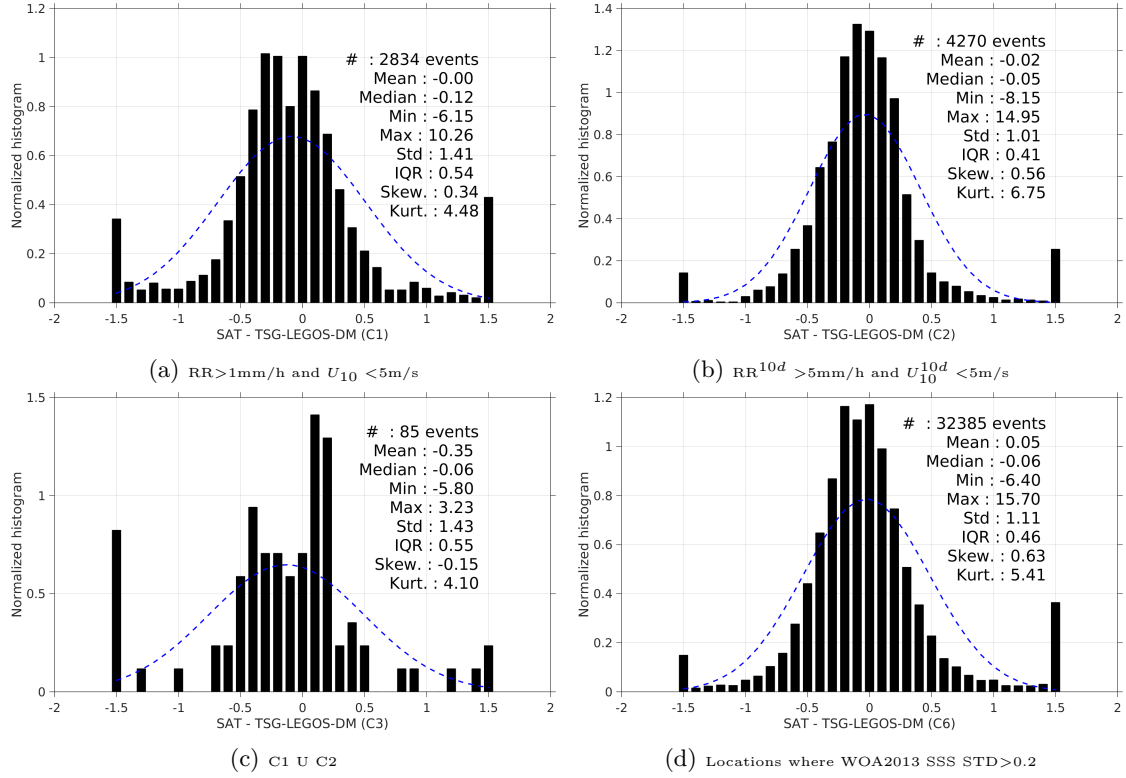 1.2
1
0.8
0.6
0.4
0.2
0
-2
-1.5
-1
-0.5
0
0.5
1
1.5
2
Normalized histogram
SAT - TSG-LEGOS-DM (C1)
# : 2834 events
Mean : -0.00
Median : -0.12
Min : -6.15
Max : 10.26
Std : 1.41
IQR : 0.54
Skew. : 0.34
Kurt. : 4.48
(a) RR>1mm/h and U10 <5m/s
1.4
1.2
1
0.8
0.6
0.4
0.2
0
-2
-1.5
-1
-0.5
0
0.5
1
1.5
2
Normalized histogram
SAT - TSG-LEGOS-DM (C2)
# : 4270 events
Mean : -0.02
Median : -0.05
Min : -8.15
Max : 14.95
Std : 1.01
IQR : 0.41
Skew. : 0.56
Kurt. : 6.75
(b) RR10d >5mm/h and U10d10 <5m/s
1.5
1
0.5
0
-2
-1.5
-1
-0.5
0
0.5
1
1.5
2
Normalized histogram
SAT - TSG-LEGOS-DM (C3)
# : 85 events
Mean : -0.35
Median : -0.06
Min : -5.80
Max : 3.23
Std : 1.43
IQR : 0.55
Skew. : -0.15
Kurt. : 4.10
(c) C1 U C2
1.2
1
0.8
0.6
0.4
0.2
0
-2
-1.5
-1
-0.5
0
0.5
1
1.5
2
Normalized histogram
SAT - TSG-LEGOS-DM (C6)
# : 32385 events
Mean : 0.05
Median : -0.06
Min : -6.40
Max : 15.70
Std : 1.11
IQR : 0.46
Skew. : 0.63
Kurt. : 5.41
(d) Locations where WOA2013 SSS STD>0.2